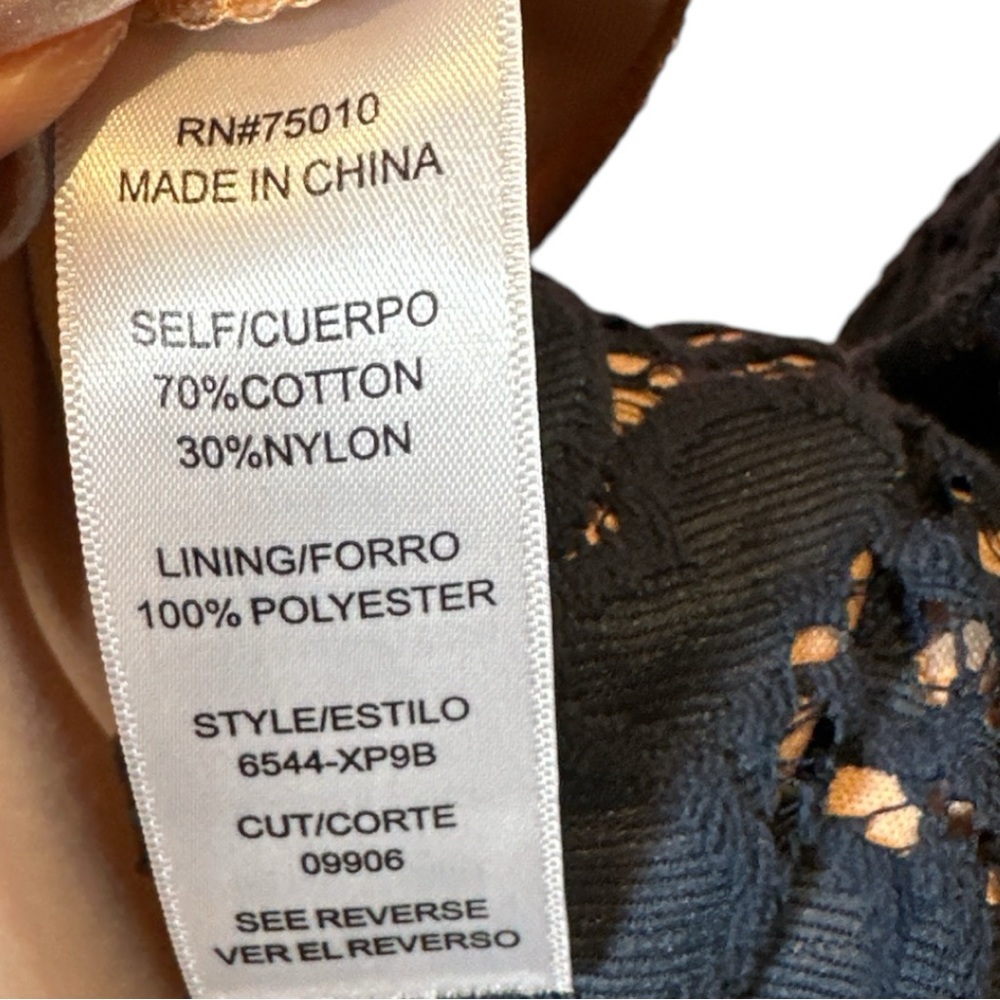 RN#75010
MADE IN CHINA
SELF/CUERPO
70%COTTON
30%NYLON
LINING/FORRO
100% POLYESTER
STYLE/ESTILO
6544-XP9B
CUT/CORTE
09906
SEE REVERSE
VER EL REVERSO